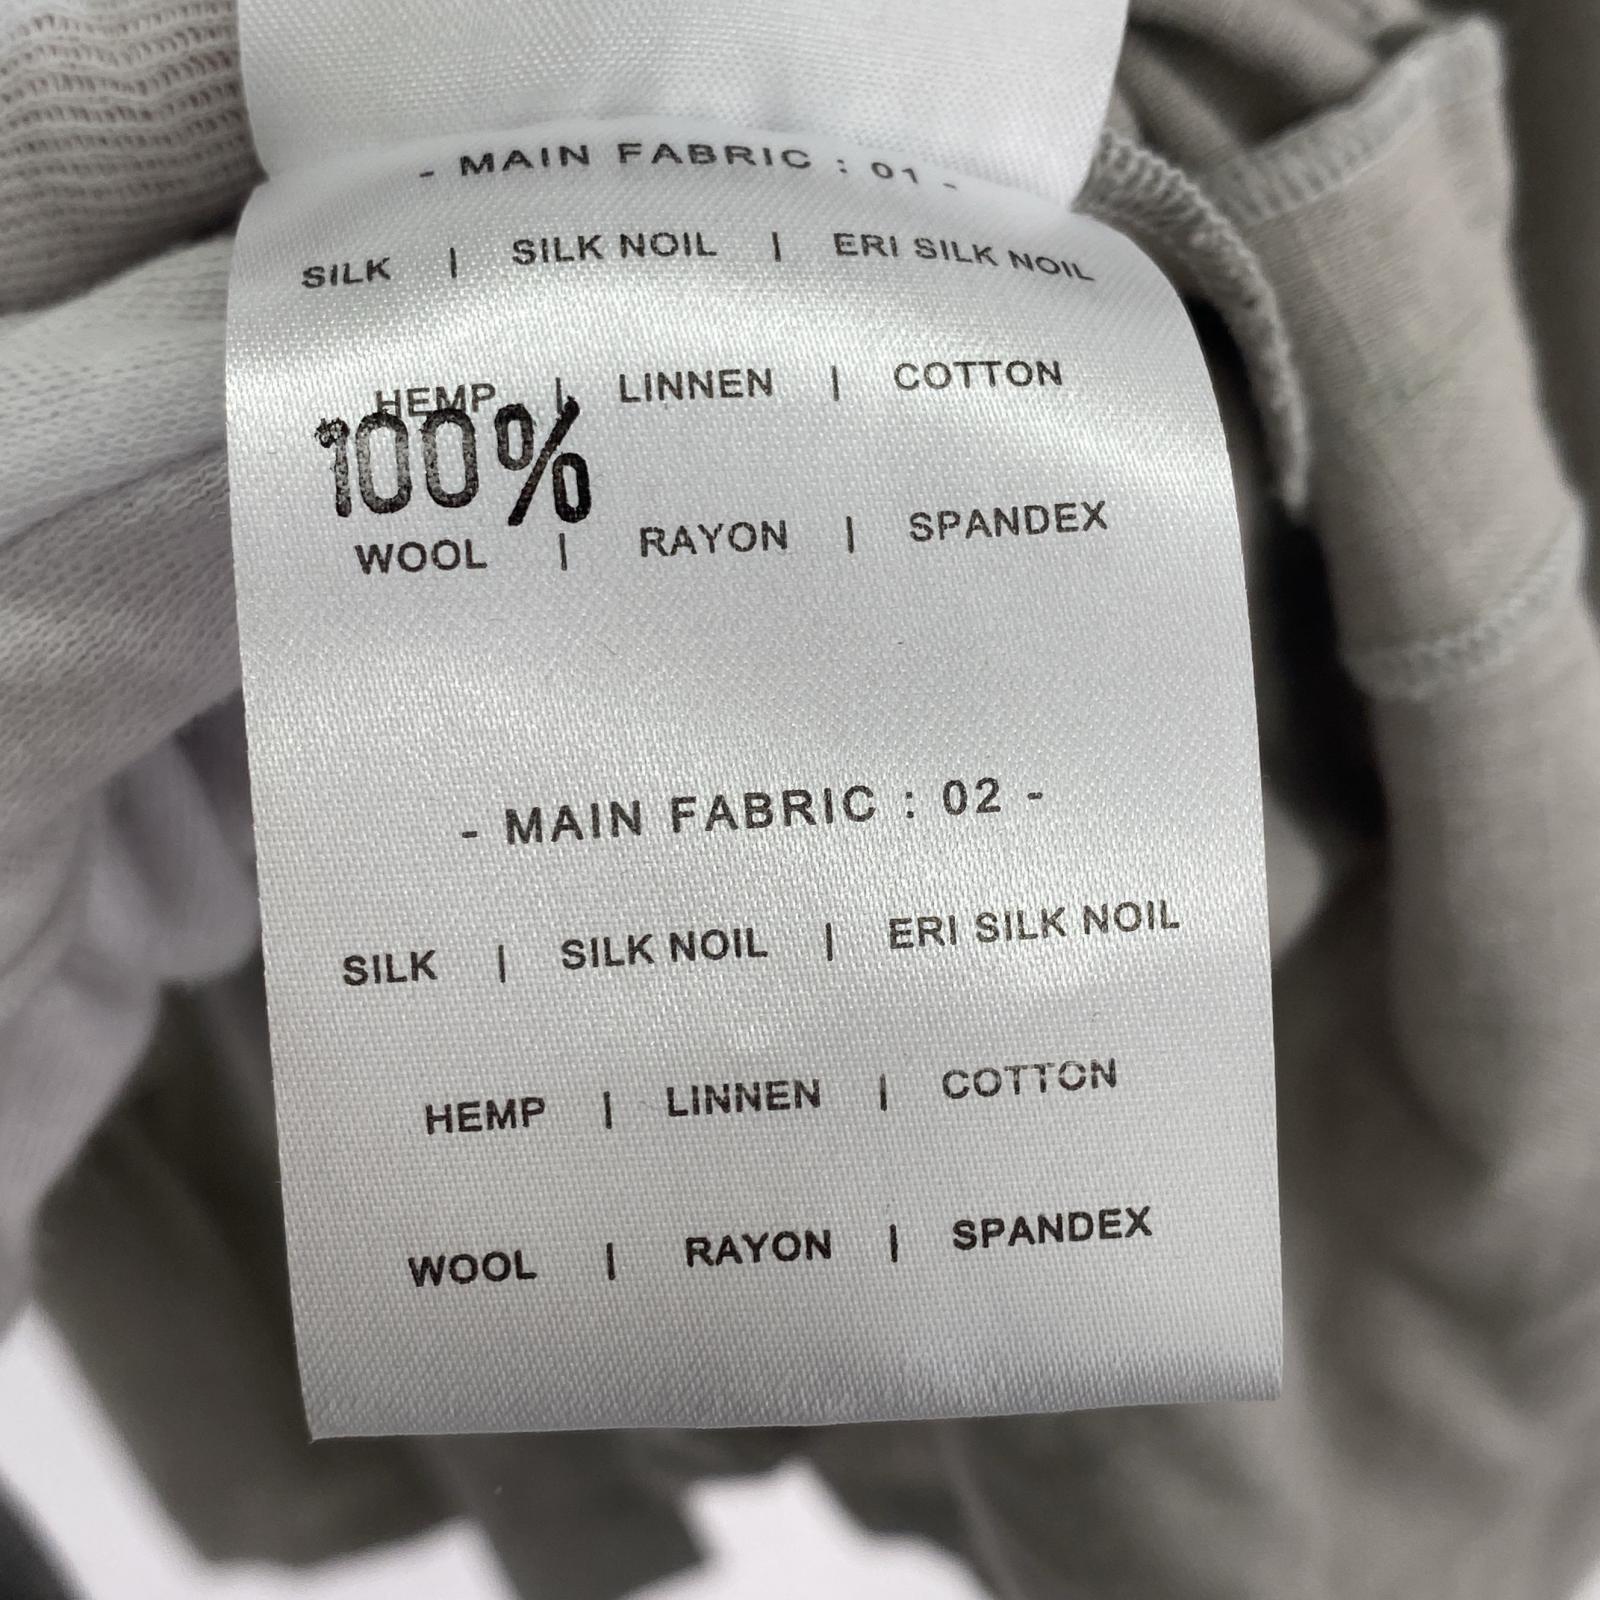 - MAIN FABRIC : 01 -
SILK | SILK NOIL | ERI SILK NOIL
HEMP | LINNEN | COTTON
100%
WOOL | RAYON | SPANDEX
- MAIN FABRIC : 02 -
SILK | SILK NOIL | ERI SILK NOIL
HEMP | LINNEN | COTTON
WOOL | RAYON | SPANDEX